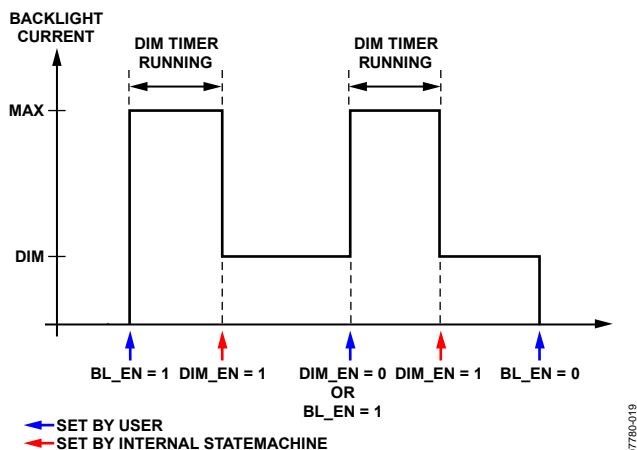 BACKLIGHT
CURRENT
DIM TIMER
RUNNING
DIM TIMER
RUNNING
MAX
DIM
BL_EN = 1
DIM_EN = 1
DIM_EN = 0
OR
BL_EN = 1
DIM_EN = 1
BL_EN = 0
SET BY USER
SET BY INTERNAL STATEMACHINE
07780-019